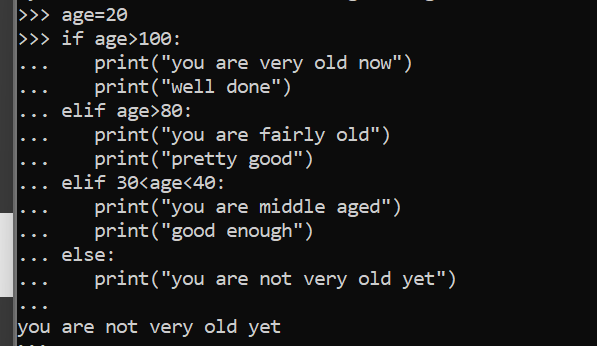 >>> age=20
>>> if age>100:
...    print("you are very old now")
...    print("well done")
... elif age>80:
...    print("you are fairly old")
...    print("pretty good")
... elif 30<age<40:
...    print("you are middle aged")
...    print("good enough")
... else:
...    print("you are not very old yet")
...
you are not very old yet